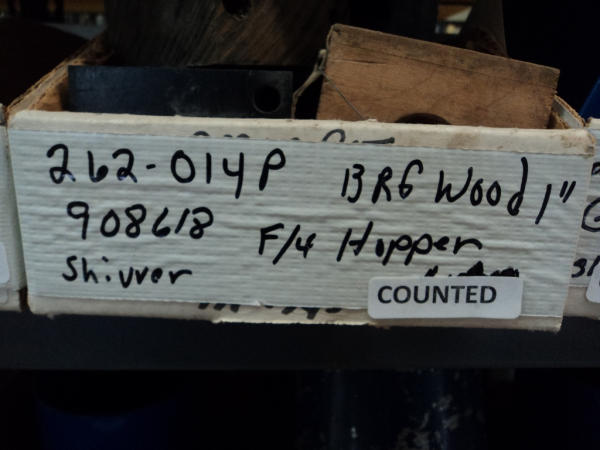 262-014P BRG Wood 1"
908618 F/4 Hopper
Shivver
COUNTED